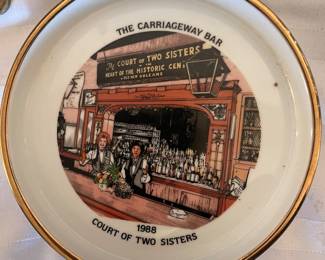 THE CARRIAGEWAY BAR
The COURT OF TWO SISTERS
HEART OF THE HISTORIC CEN
NEW ORLEANS
1988
COURT OF TWO SISTERS